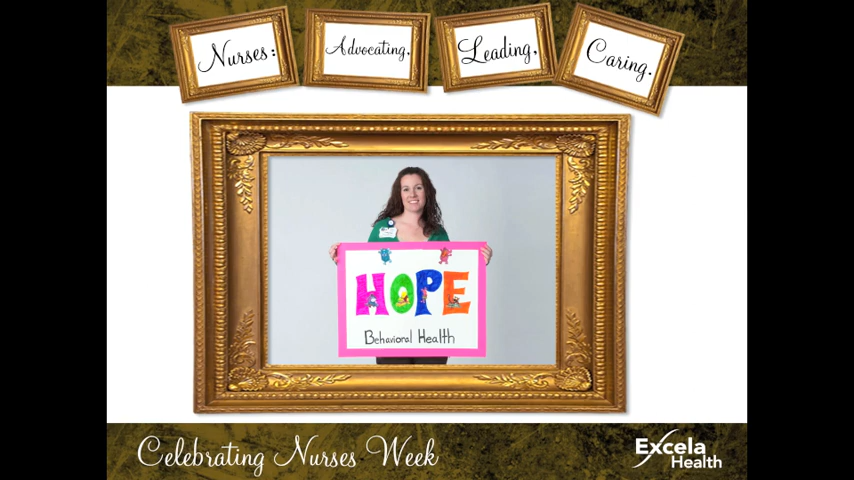 Nurses:
Advocating,
Leading,
Caring.
HOPE
Behavioral Health
Celebrating Nurses Week
Excela
Health